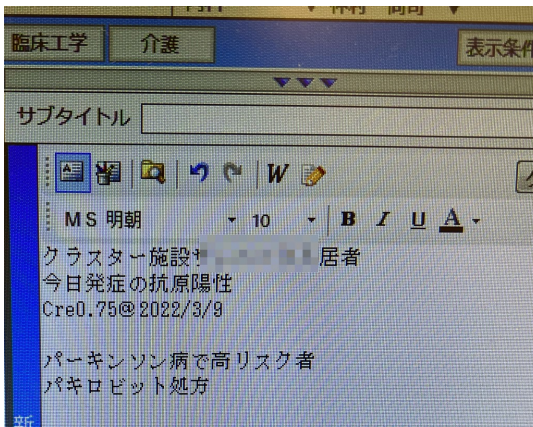 臨床工学 介護 表示条件
サブタイトル
W
MS 明朝 10 B I U A
クラスター施設 居者
今日発症の抗原陽性
Cre0.75@2022/3/9
パーキンソン病で高リスク者
パキロビット処方
新